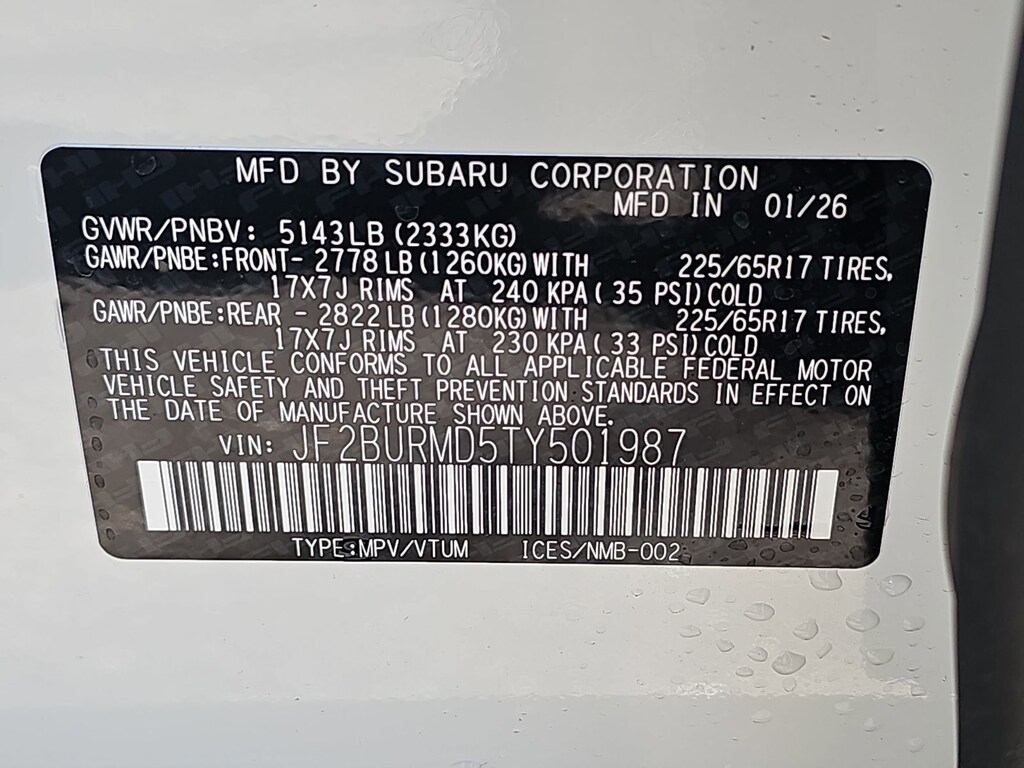 MFD BY SUBARU CORPORATION
MFD IN 01/26
GVWR/PNBV: 5143LB (2333KG)
GAWR/PNBE:FRONT- 2778 LB (1260KG) WITH 225/65R17 TIRES,
17X7J RIMS AT 240 KPA ( 35 PSI) COLD
GAWR/PNBE:REAR - 2822 LB (1280KG) WITH 225/65R17 TIRES,
17X7J RIMS AT 230 KPA ( 33 PSI) COLD
THIS VEHICLE CONFORMS TO ALL APPLICABLE FEDERAL MOTOR
VEHICLE SAFETY AND THEFT PREVENTION STANDARDS IN EFFECT ON
THE DATE OF MANUFACTURE SHOWN ABOVE.
VIN: JF2BURMD5TY501987
TYPE:MPV/VTUM ICES/NMB-002